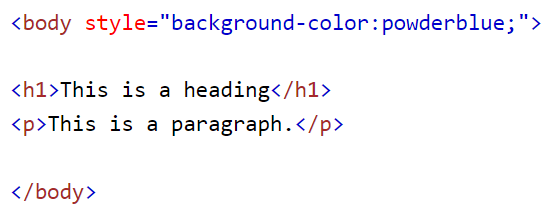 <body style="background-color:powderblue;">
<h1>This is a heading</h1>
<p>This is a paragraph.</p>
</body>